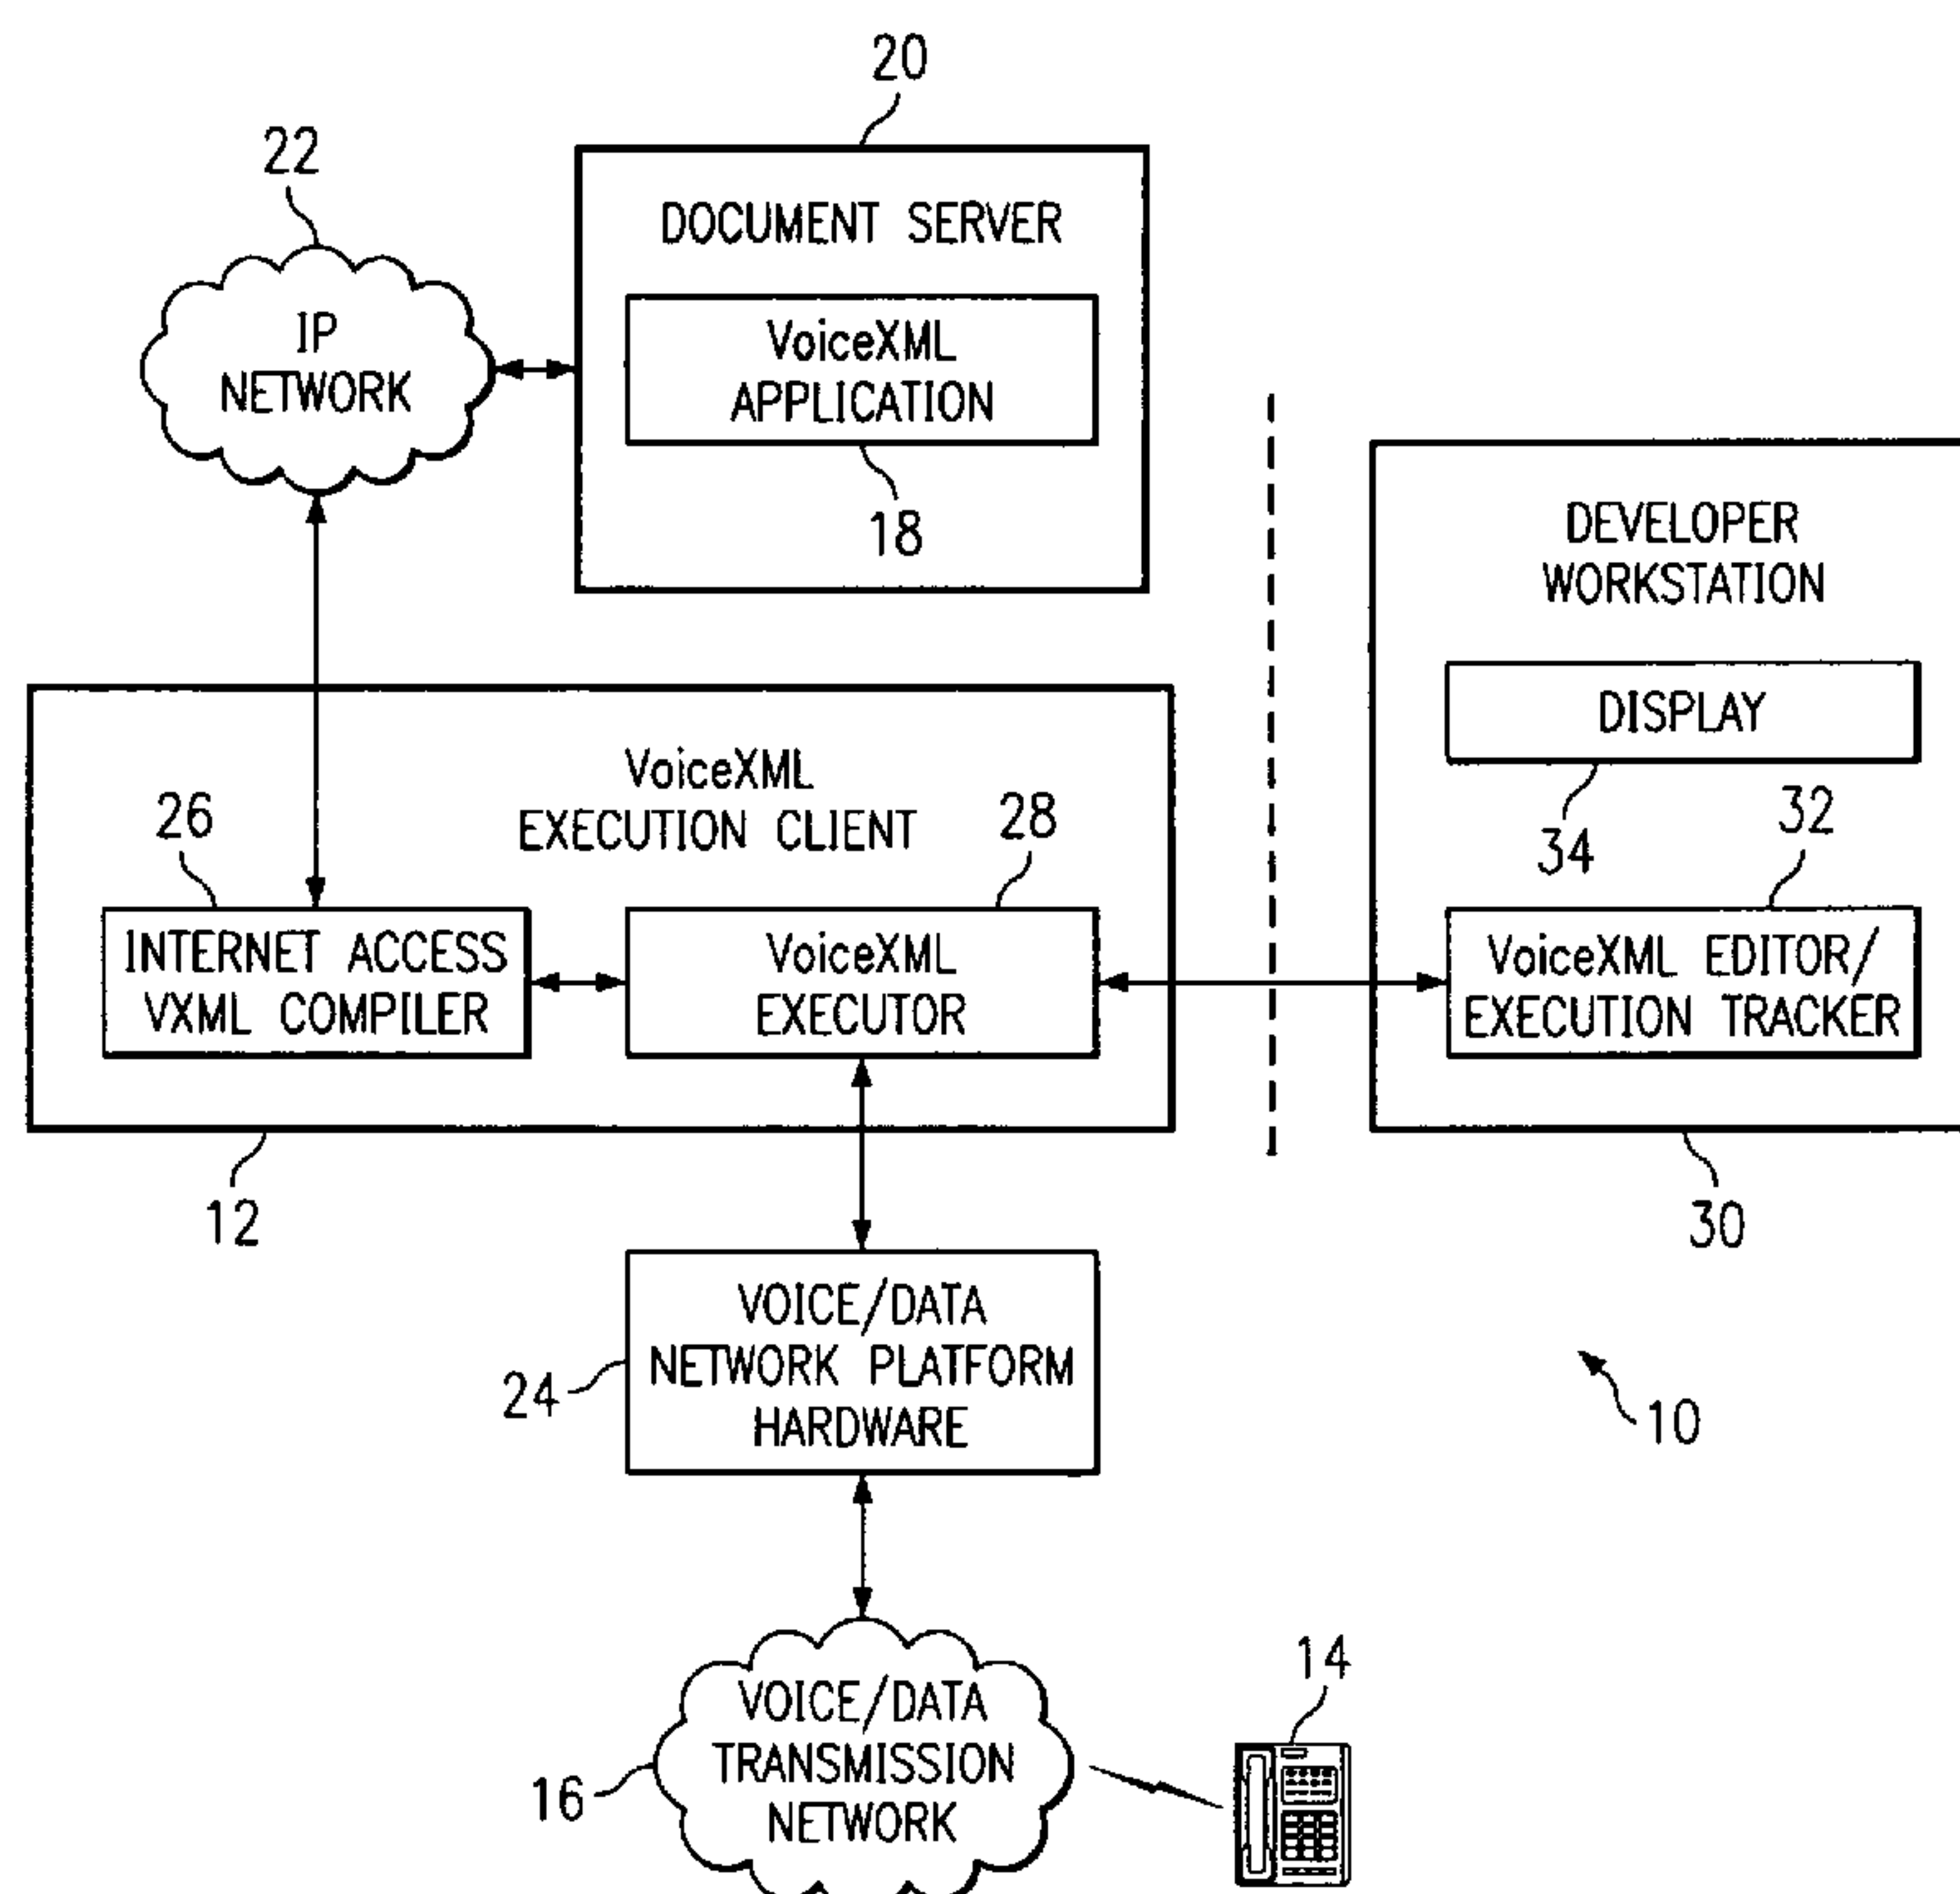 20
22
DOCUMENT SERVER
IP
NETWORK
VoiceXML
APPLICATION
18
DEVELOPER
WORKSTATION
DISPLAY
34
32
VoiceXML
EXECUTION CLIENT
26
28
INTERNET ACCESS
VXML COMPILER
VoiceXML
EXECUTOR
VoiceXML EDITOR/
EXECUTION TRACKER
12
30
VOICE/DATA
NETWORK PLATFORM
HARDWARE
24
10
VOICE/DATA
TRANSMISSION
NETWORK
16
14